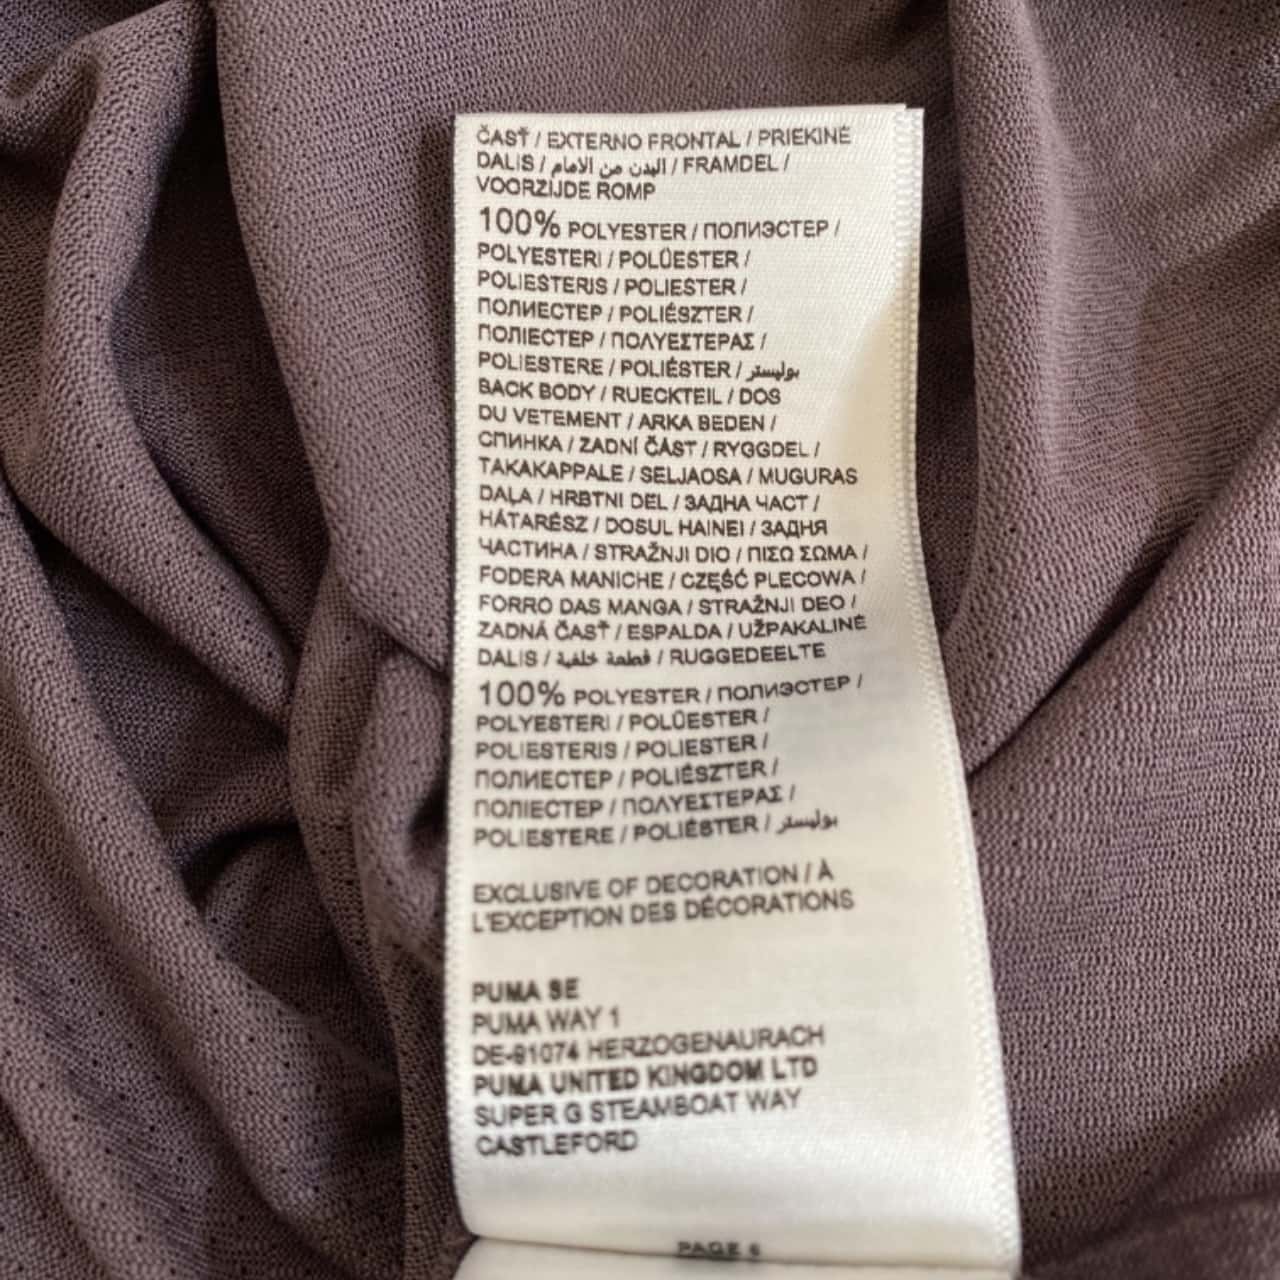 ČASŤ / EXTERNO FRONTAL / PRIEKINĖ
DALIS / البدن من الامام / FRAMDEL /
VOORZIJDE ROMP
100% POLYESTER / ПОЛИЭСТЕР /
POLYESTERI / POLÜESTER /
POLIESTERIS / POLIESTER /
ПОЛИЕСТЕР / POLIÉSZTER /
ПОЛІЕСТЕР / ΠΟΛΥΕΣΤΕΡΑΣ /
POLIESTERE / POLIÉSTER / بوليستر
BACK BODY / RUECKTEIL / DOS
DU VETEMENT / ARKA BEDEN /
СПИНКА / ZADNÍ ČÁST / RYGGDEL /
TAKAKAPPALE / SELJAOSA / MUGURAS
DALA / HRBTNI DEL / ЗАДНА ЧАСТ /
HÁTARÉSZ / DOSUL HAINEI / ЗАДНЯ
ЧАСТИНА / STRAŽNJI DIO / ΠΙΣΩ ΣΩΜΑ /
FODERA MANICHE / CZĘŚĆ PLECOWA /
FORRO DAS MANGA / STRAŽNJI DEO /
ZADNÁ ČASŤ / ESPALDA / UŽPAKALINĖ
DALIS / قطعة خلفية / RUGGEDEELTE
100% POLYESTER / ПОЛИЭСТЕР /
POLYESTERI / POLÜESTER /
POLIESTERIS / POLIESTER /
ПОЛИЕСТЕР / POLIÉSZTER /
ПОЛІЕСТЕР / ΠΟΛΥΕΣΤΕΡΑΣ /
POLIESTERE / POLIÉSTER / بوليستر
EXCLUSIVE OF DECORATION / À
L'EXCEPTION DES DÉCORATIONS
PUMA SE
PUMA WAY 1
DE-91074 HERZOGENAURACH
PUMA UNITED KINGDOM LTD
SUPER G STEAMBOAT WAY
CASTLEFORD
PAGE 6